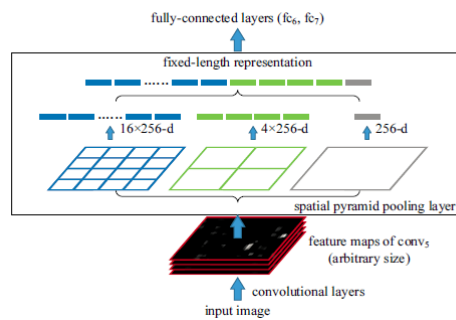 fully-connected layers (fc6, fc7)
fixed-length representation
......
......
16×256-d
4×256-d
256-d
spatial pyramid pooling layer
feature maps of conv5
(arbitrary size)
convolutional layers
input image